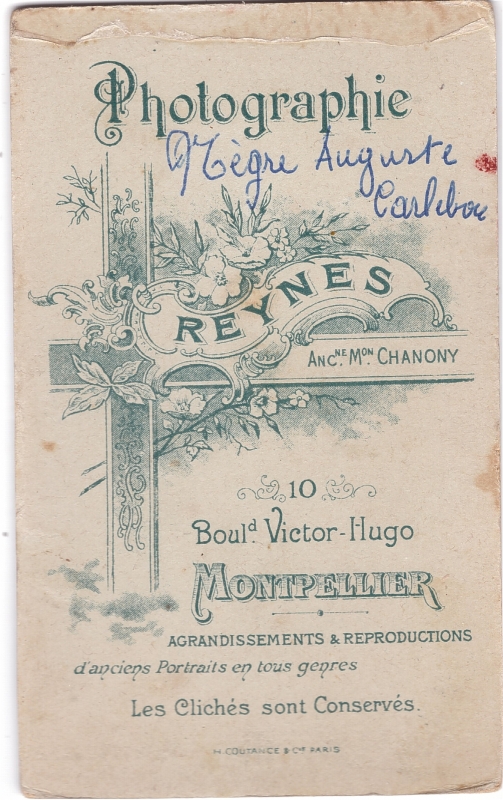 Photographie
Nègre Auguste
Carlebou
REYNES
ANCNE. MON. CHANONY
10
Bould. Victor-Hugo
MONTPELLIER
AGRANDISSEMENTS & REPRODUCTIONS
d'anciens Portraits en tous genres
Les Clichés sont Conservés.
H. COUTANCE & Cie PARIS